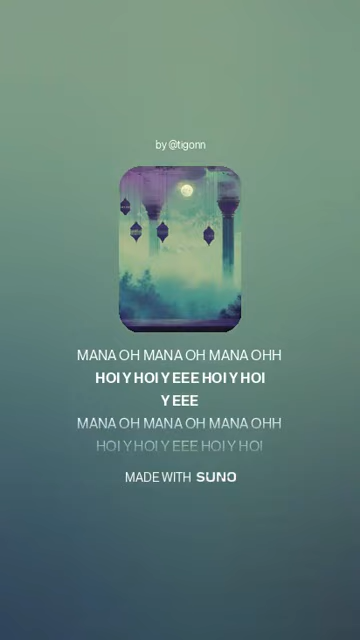 by @tigonn
MANA OH MANA OH MANA OHH
HOI Y HOI Y EEE HOI Y HOI
Y EEE
MANA OH MANA OH MANA OHH
HOI Y HOI Y EEE HOI Y HOI
MADE WITH SUNO